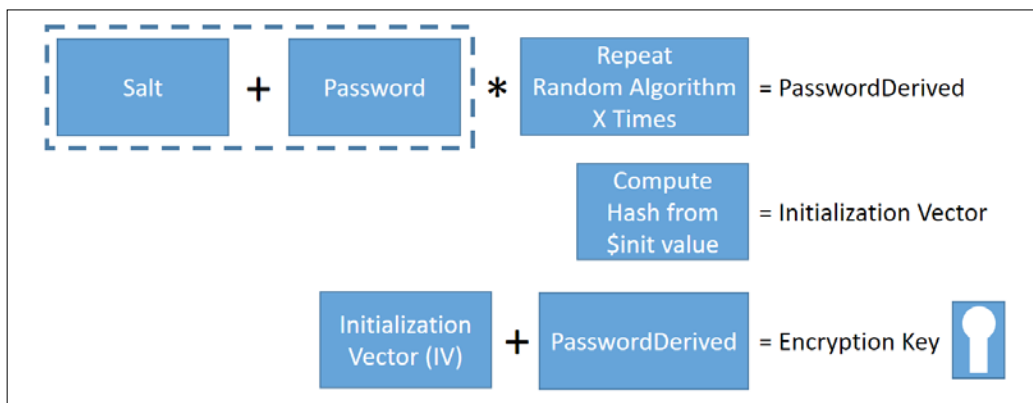 Salt + Password * Repeat
Random Algorithm
X Times = PasswordDerived
Compute
Hash from
$init value = Initialization Vector
Initialization
Vector (IV) + PasswordDerived = Encryption Key